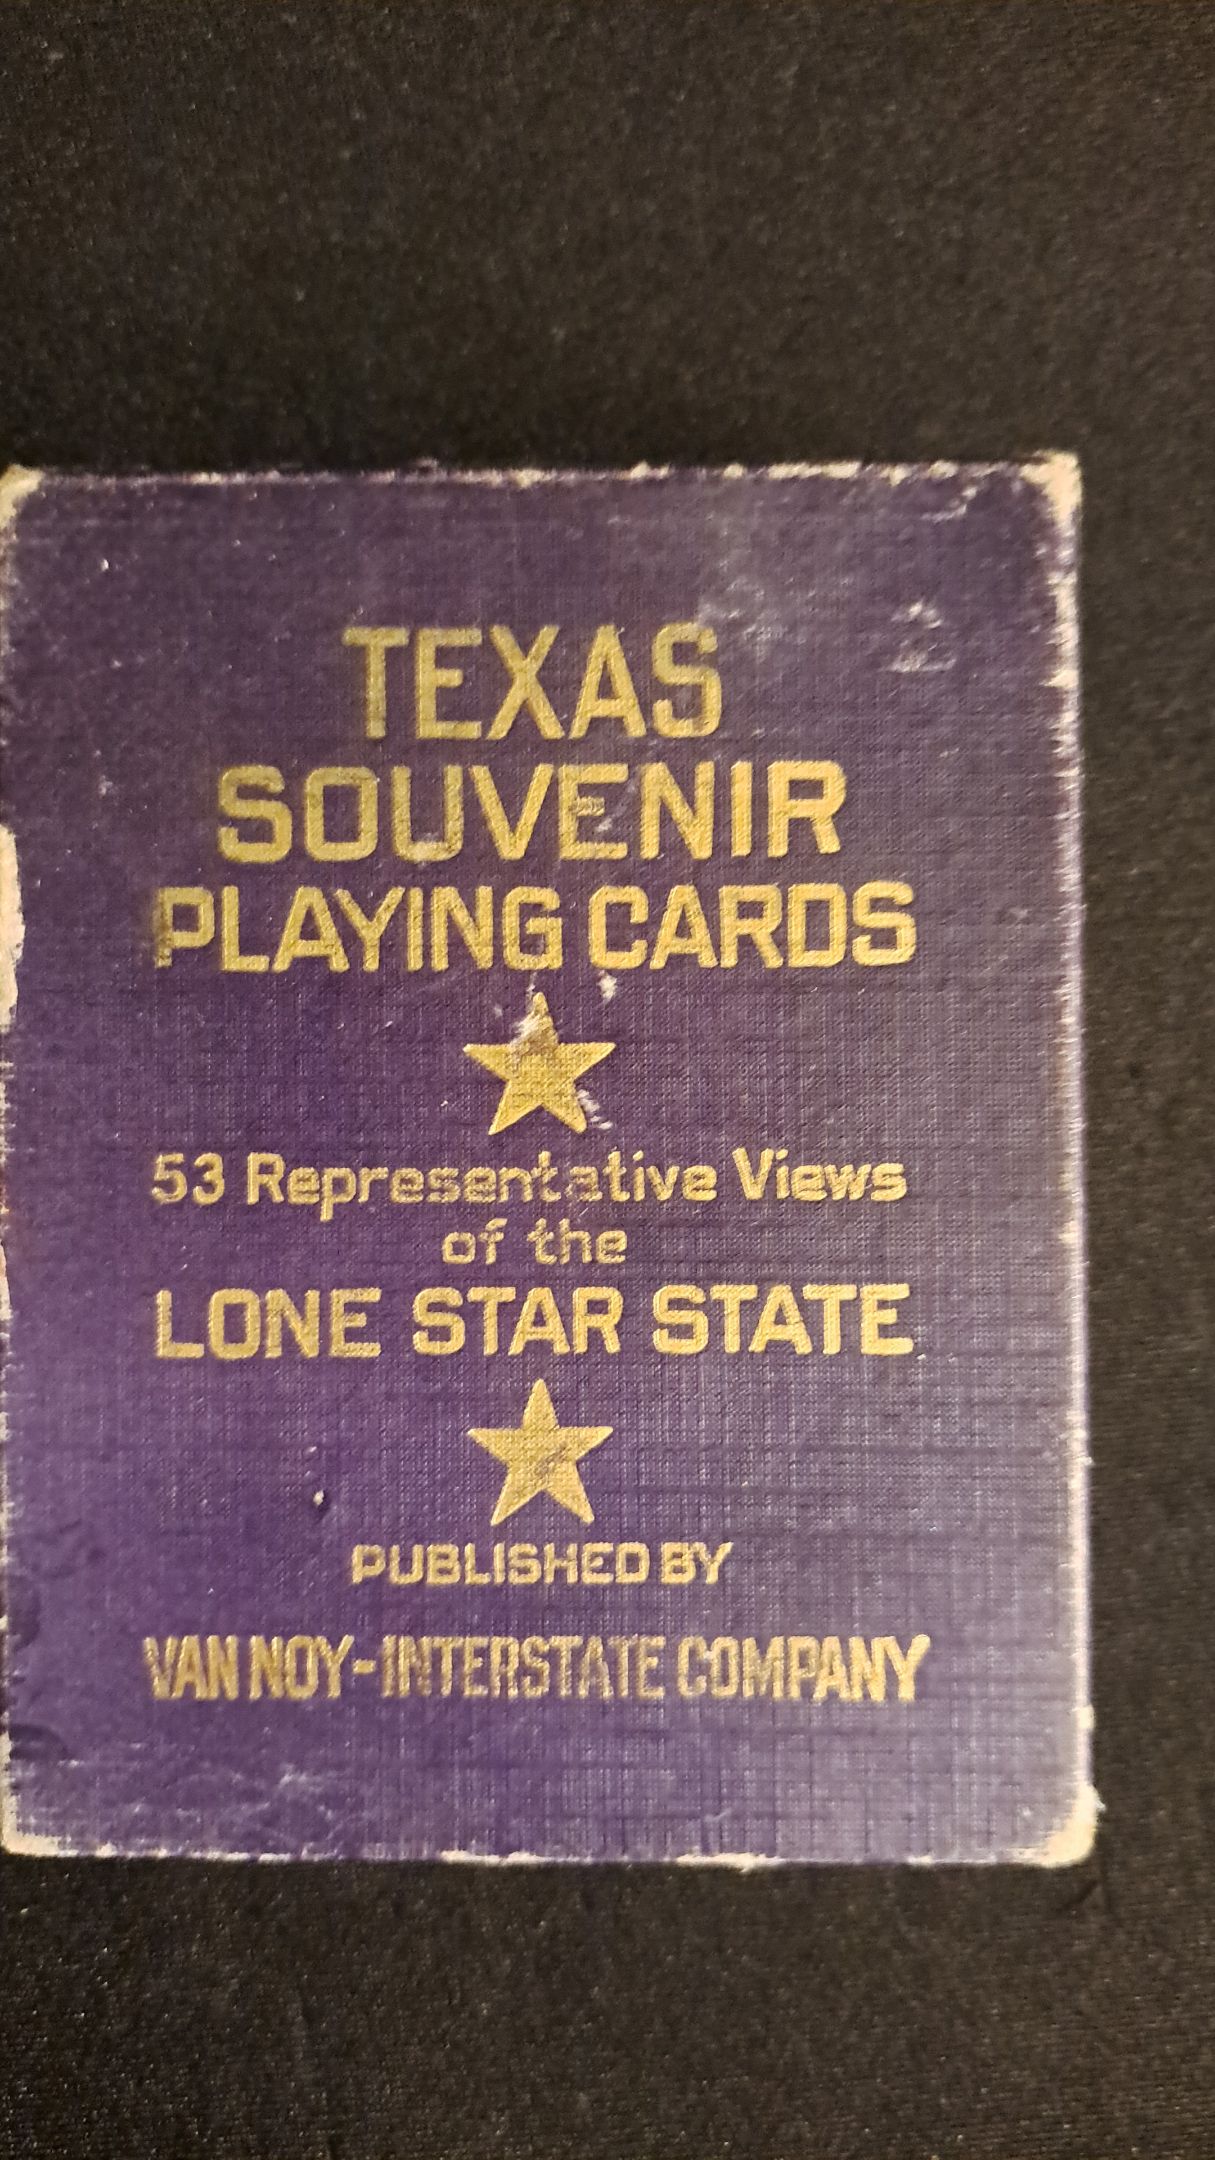 TEXAS
SOUVENIR
PLAYING CARDS
53 Representative Views
of the
LONE STAR STATE
PUBLISHED BY
VAN NOY-INTERSTATE COMPANY